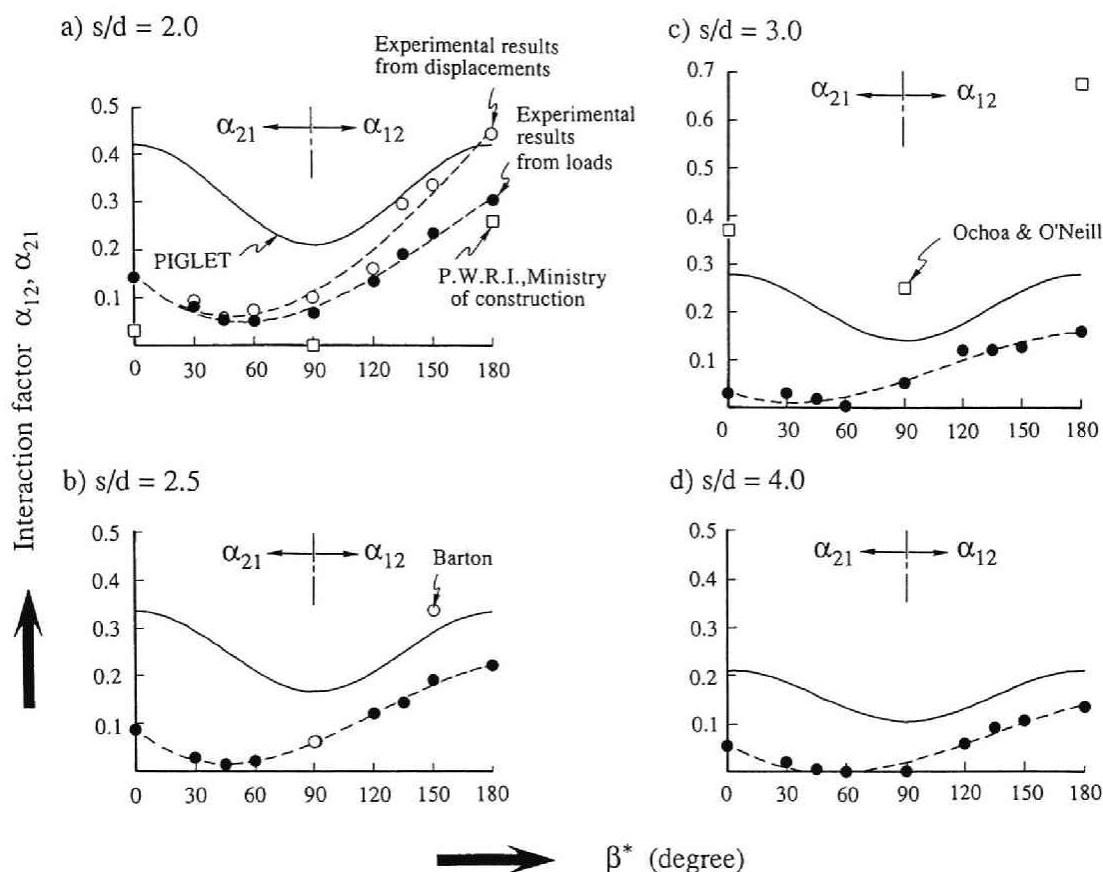 a) s/d = 2.0
Experimental results
from displacements
Experimental
results
from loads
α21 α12
0.5
0.4
0.3
0.2
0.1
PIGLET
P.W.R.I.,Ministry
of construction
0 30 60 90 120 150 180
c) s/d = 3.0
0.7
0.6
0.5
0.4
0.3
0.2
0.1
α21 α12
Ochoa & O'Neill
0 30 60 90 120 150 180
b) s/d = 2.5
0.5
0.4
0.3
0.2
0.1
α21 α12
Barton
0 30 60 90 120 150 180
d) s/d = 4.0
0.5
0.4
0.3
0.2
0.1
α21 α12
0 30 60 90 120 150 180
Interaction factor α12, α21
β* (degree)